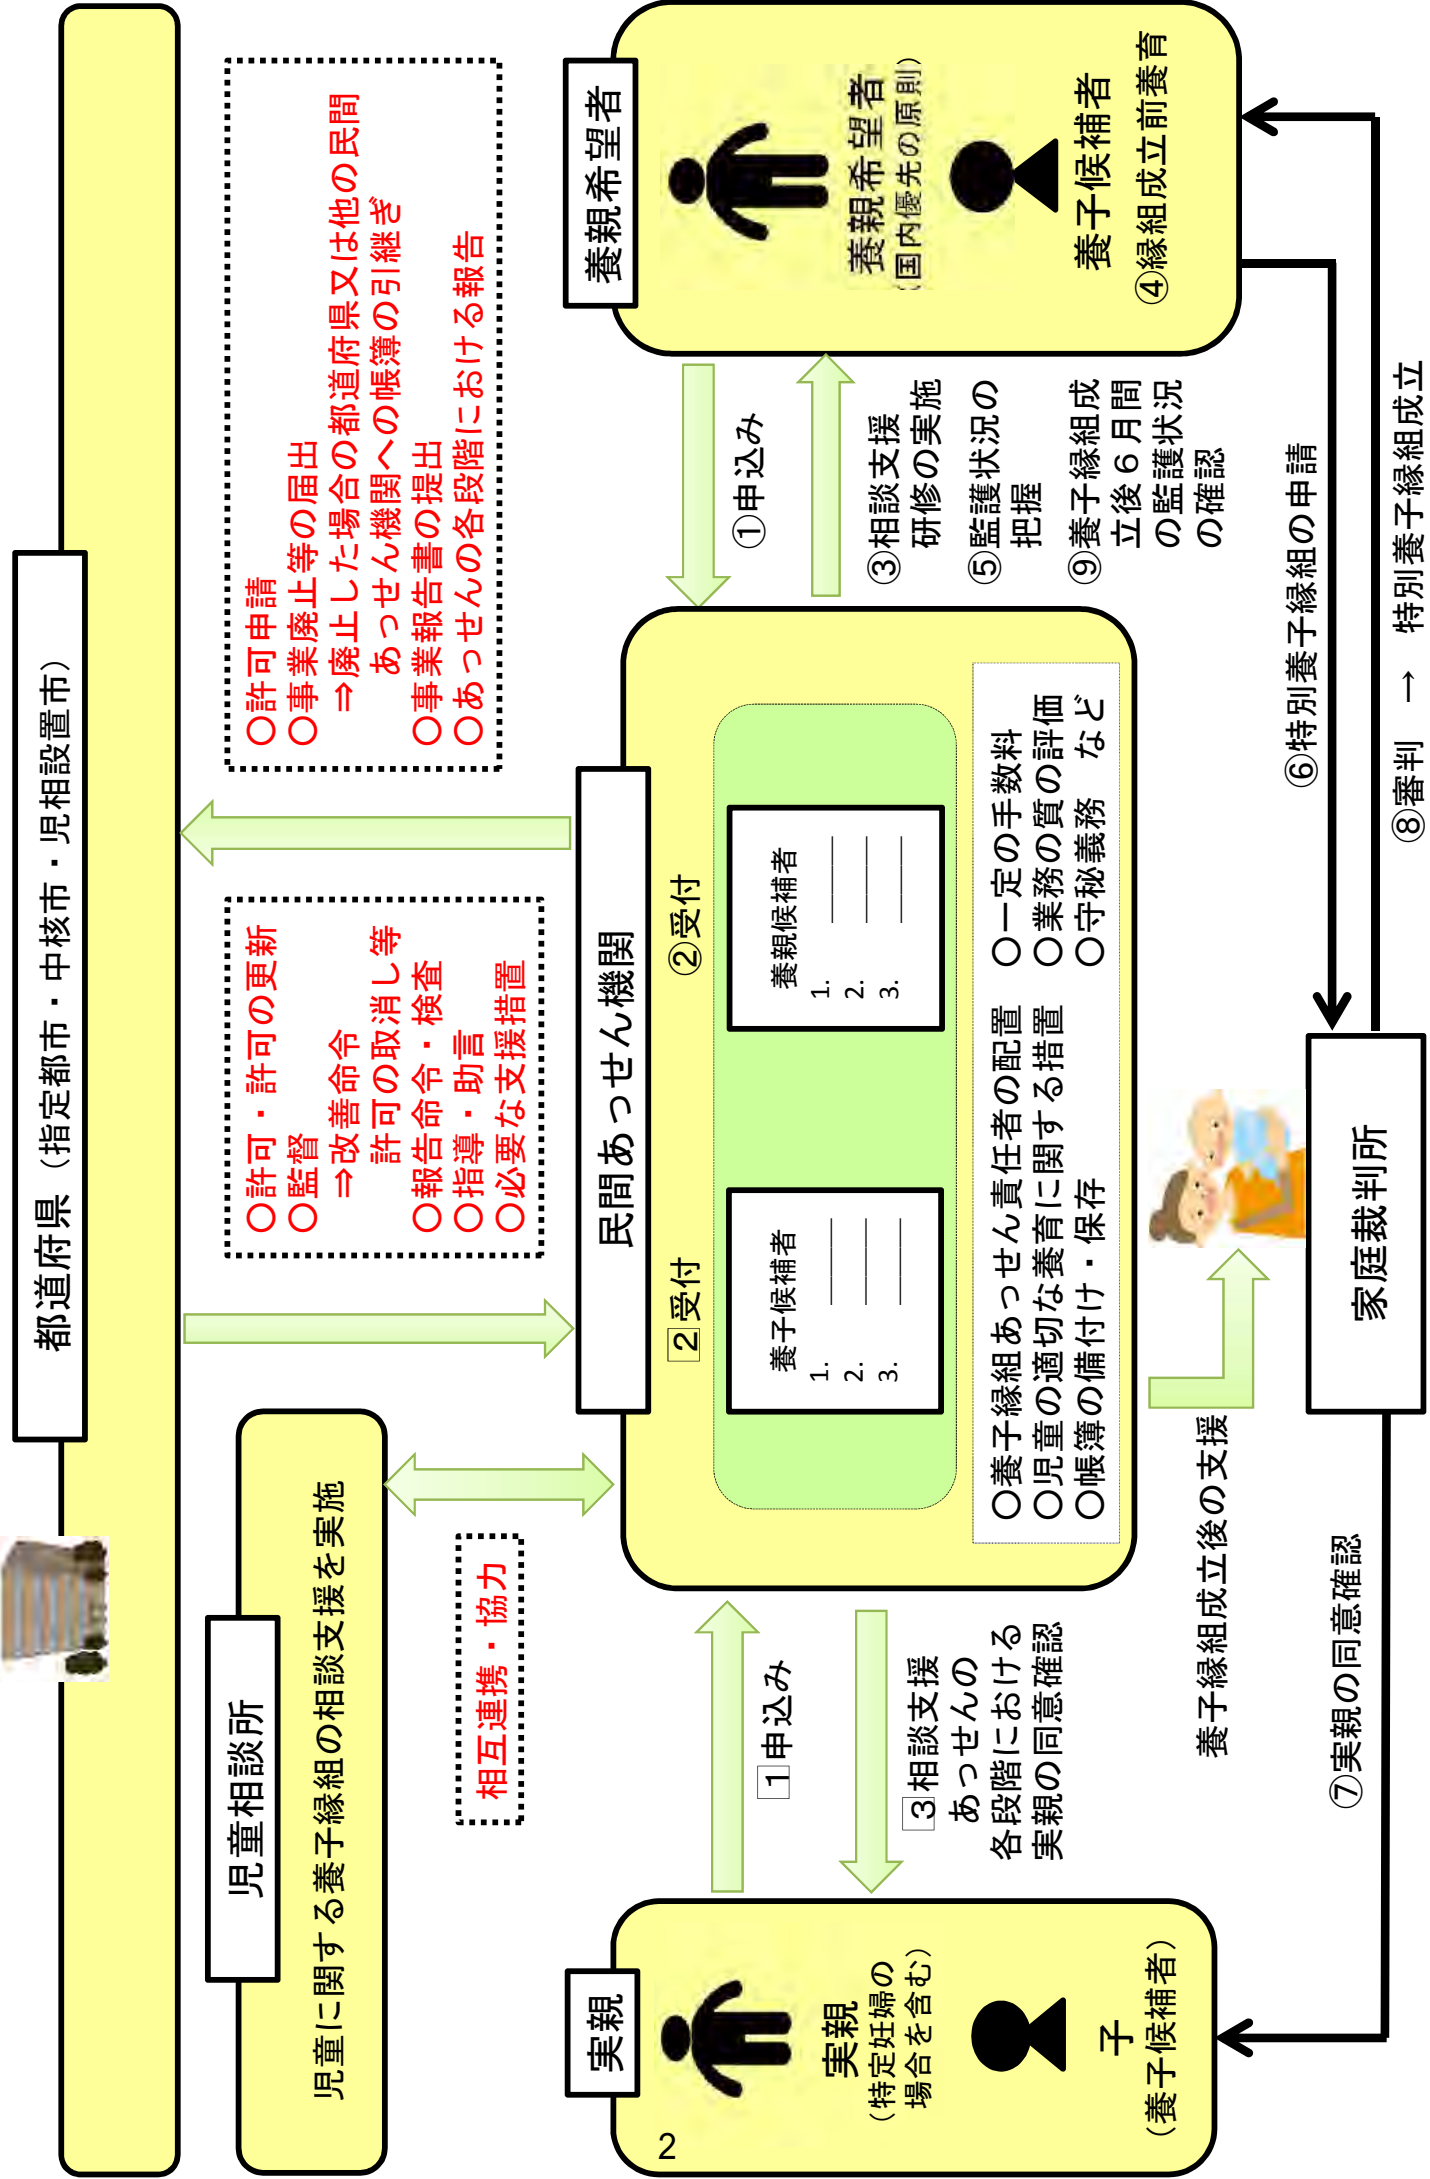 都道府県（指定都市・中核市・児相設置市）
児童相談所
児童に関する養子縁組の相談支援を実施
相互連携・協力
〇許可・許可の更新
〇監督
⇒改善命令
許可の取消し等
〇報告命令・検査
〇指導・助言
〇必要な支援措置
〇許可申請
〇事業廃止等の届出
⇒廃止した場合の都道府県又は他の民間
あっせん機関への帳簿の引継ぎ
〇事業報告書の提出
〇あっせんの各段階における報告
実親
実親
（特定妊婦の
場合を含む）
子
（養子候補者）
1申込み
3相談支援
あっせんの
各段階における
実親の同意確認
民間あっせん機関
2受付
②受付
養子候補者
1.
2.
3.
養親候補者
1.
2.
3.
〇養子縁組あっせん責任者の配置　〇一定の手数料
〇児童の適切な養育に関する措置　〇業務の質の評価
〇帳簿の備付け・保存　〇守秘義務　など
①申込み
③相談支援
研修の実施
⑤監護状況の
把握
⑨養子縁組成
立後６月間
の監護状況
の確認
養親希望者
養親希望者
（国内優先の原則）
養子候補者
④縁組成立前養育
養子縁組成立後の支援
家庭裁判所
⑥特別養子縁組の申請
⑦実親の同意確認
⑧審判　→　特別養子縁組成立
2